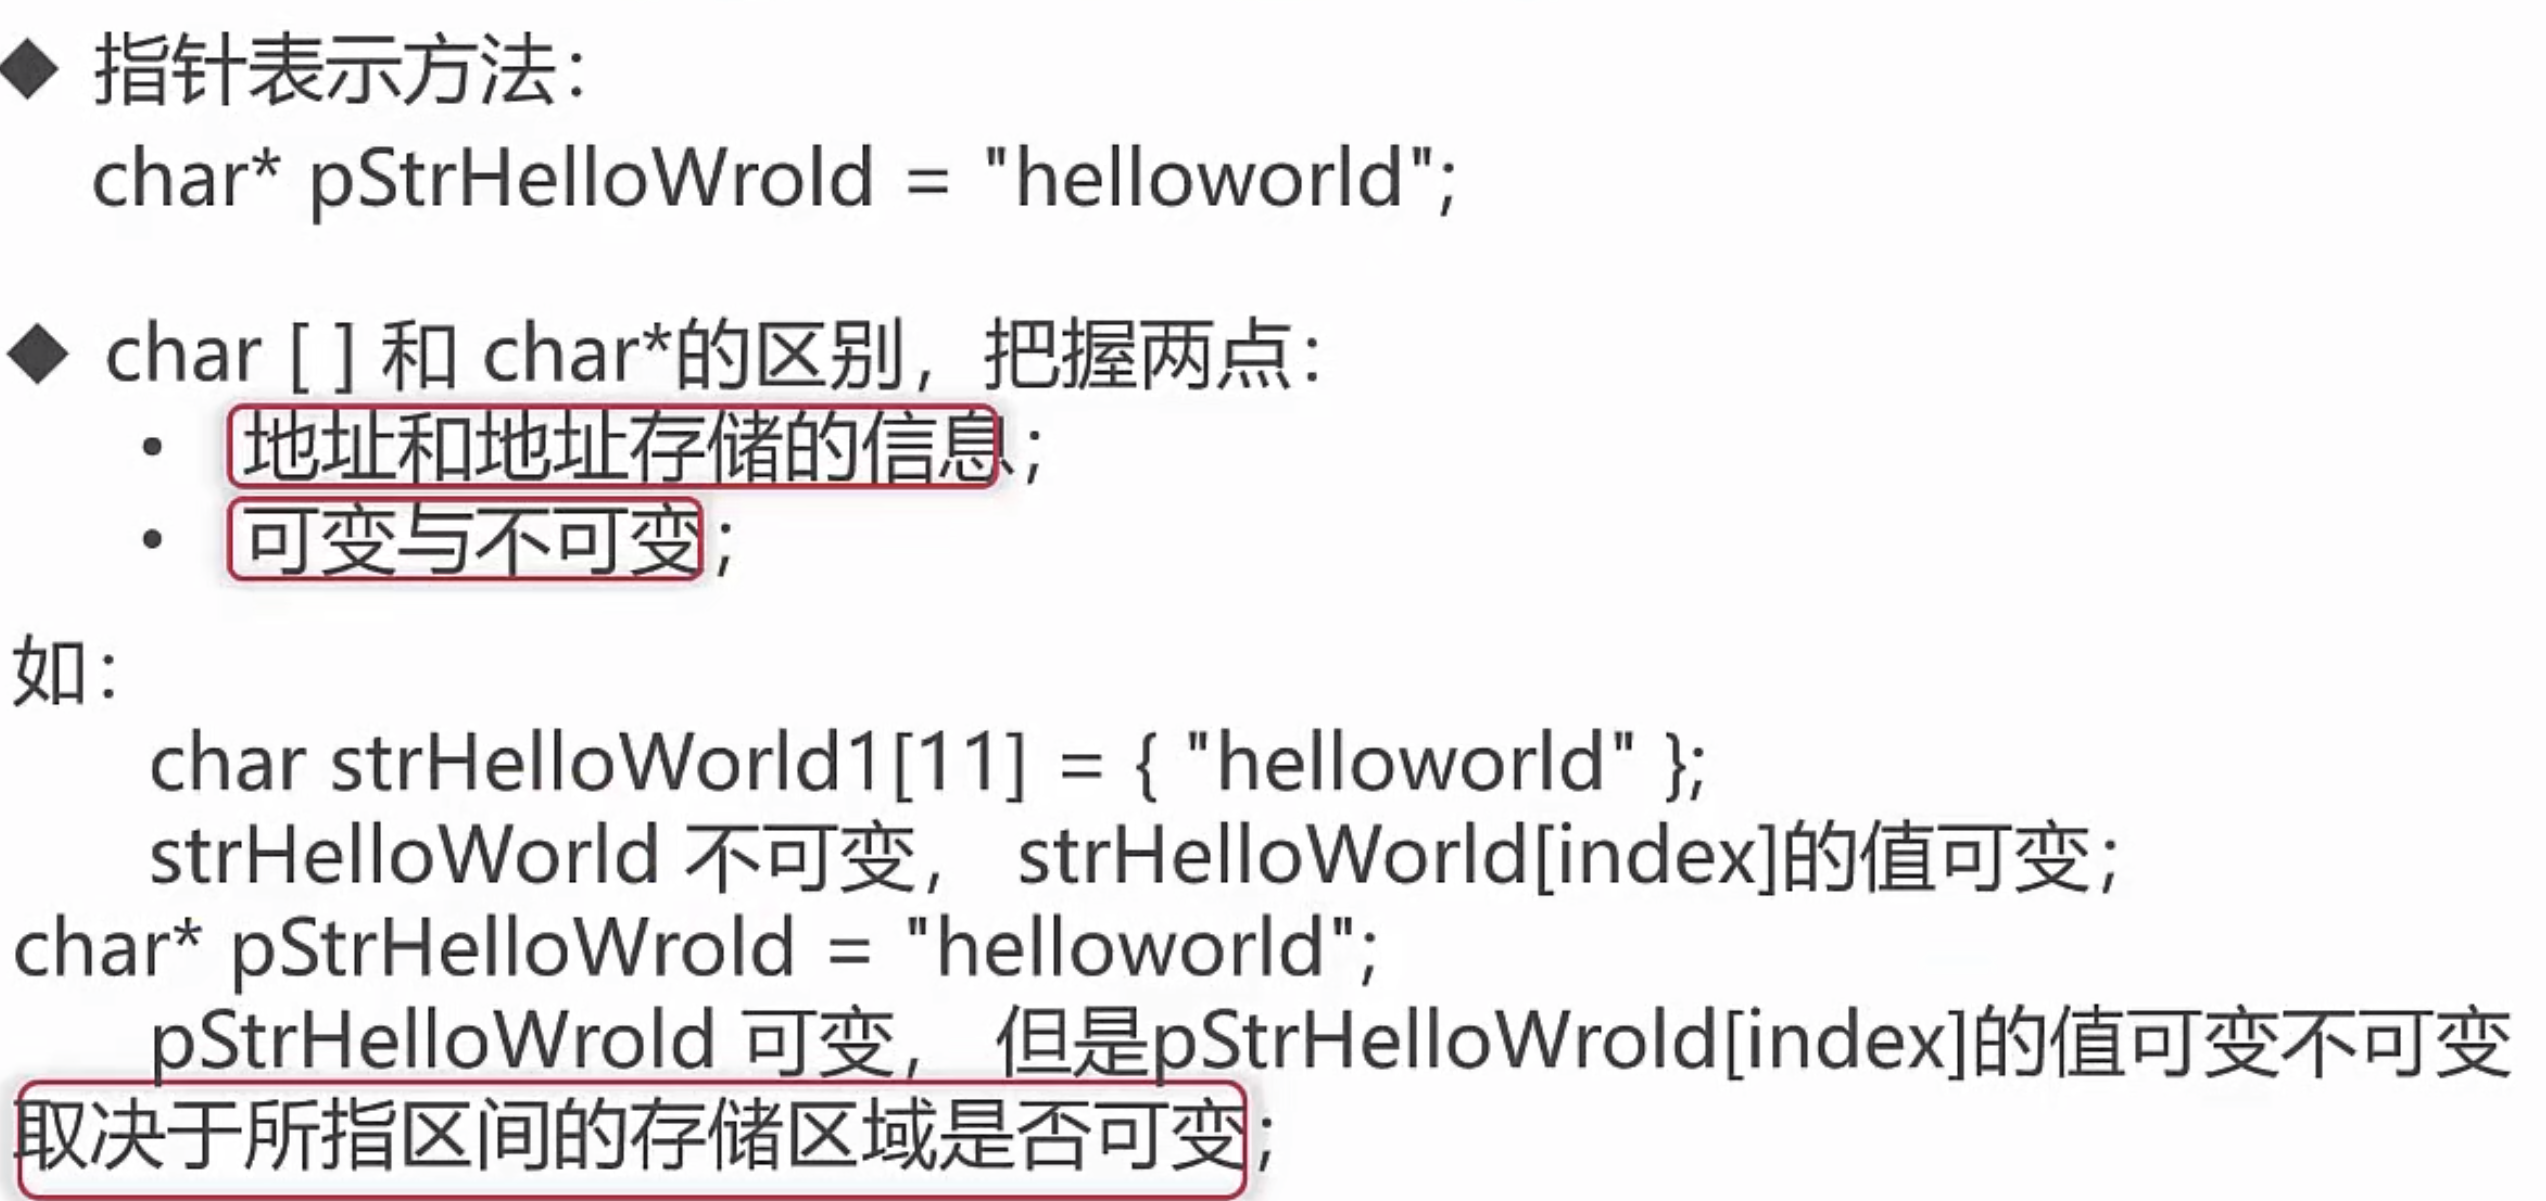 ◆ 指针表示方法：
char* pStrHelloWrold = "helloworld";
◆ char [ ] 和 char*的区别，把握两点：
• 地址和地址存储的信息；
• 可变与不可变；
如：
char strHelloWorld1[11] = { "helloworld" };
strHelloWorld 不可变， strHelloWorld[index]的值可变；
char* pStrHelloWrold = "helloworld";
pStrHelloWrold 可变， 但是pStrHelloWrold[index]的值可变不可变
取决于所指区间的存储区域是否可变；